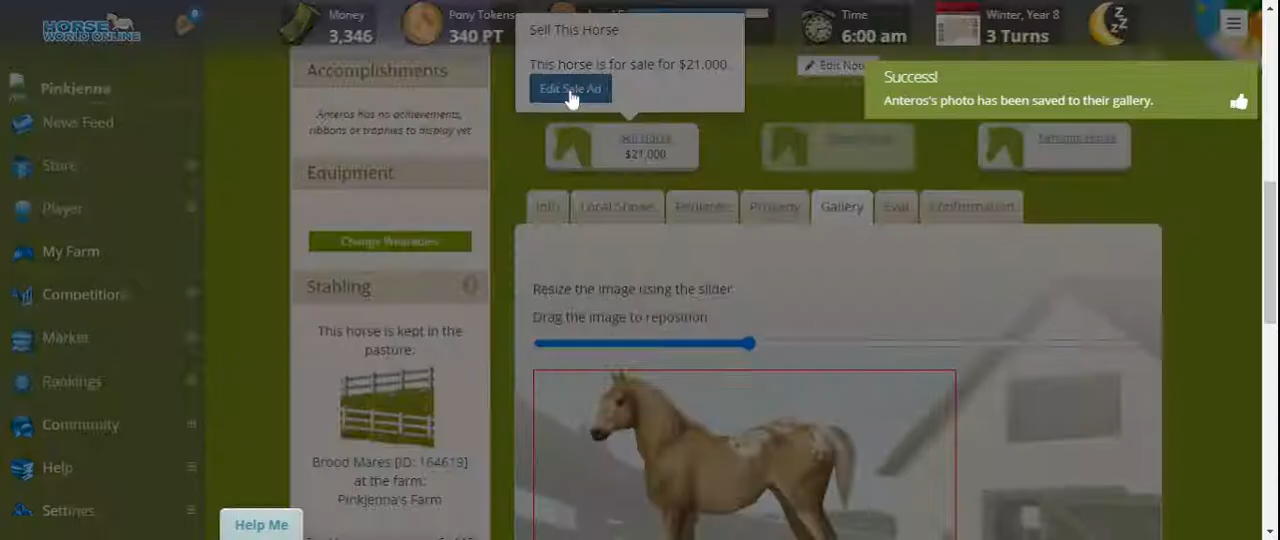 HORSE
WORLD ONLINE
Money
3,346
Pony Tokens
340 PT
Time
6:00 am
Winter, Year 8
3 Turns
Sell This Horse
This horse is for sale for $21,000.
Edit Sale Ad
Success!
Anteros's photo has been saved to their gallery.
Pinkjenna
News Feed
Store
Player
My Farm
Competition
Market
Rankings
Community
Help
Settings
Accomplishments
Anteros has no achievements,
ribbons or trophies to display yet
Equipment
Change Wearables
Stabling
This horse is kept in the
pasture:
Brood Mares [ID: 164619]
at the farm:
Pinkjenna's Farm
Sell Horse
$21,000
Info
Local Shows
Pedigree
Progeny
Gallery
Eval
Conformation
Resize the image using the slider
Drag the image to reposition
Help Me